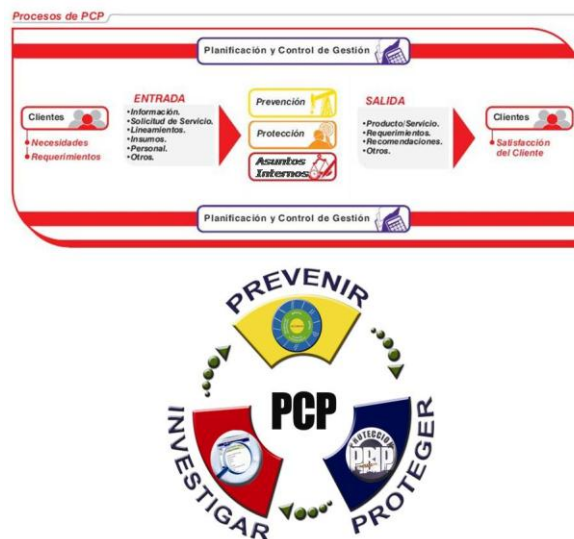 Procesos de PCP
Planificación y Control de Gestión
Clientes
Necesidades
Requerimientos
ENTRADA
•Información.
•Solicitud de Servicio.
•Lineamientos.
•Insumos.
•Personal.
•Otros.
Prevención
Protección
Asuntos
Internos
SALIDA
•Producto/Servicio.
•Requerimientos.
•Recomendaciones.
•Otros.
Clientes
Satisfacción
del Cliente
Planificación y Control de Gestión
PREVENIR
PCP
INVESTIGAR
PROTEGER